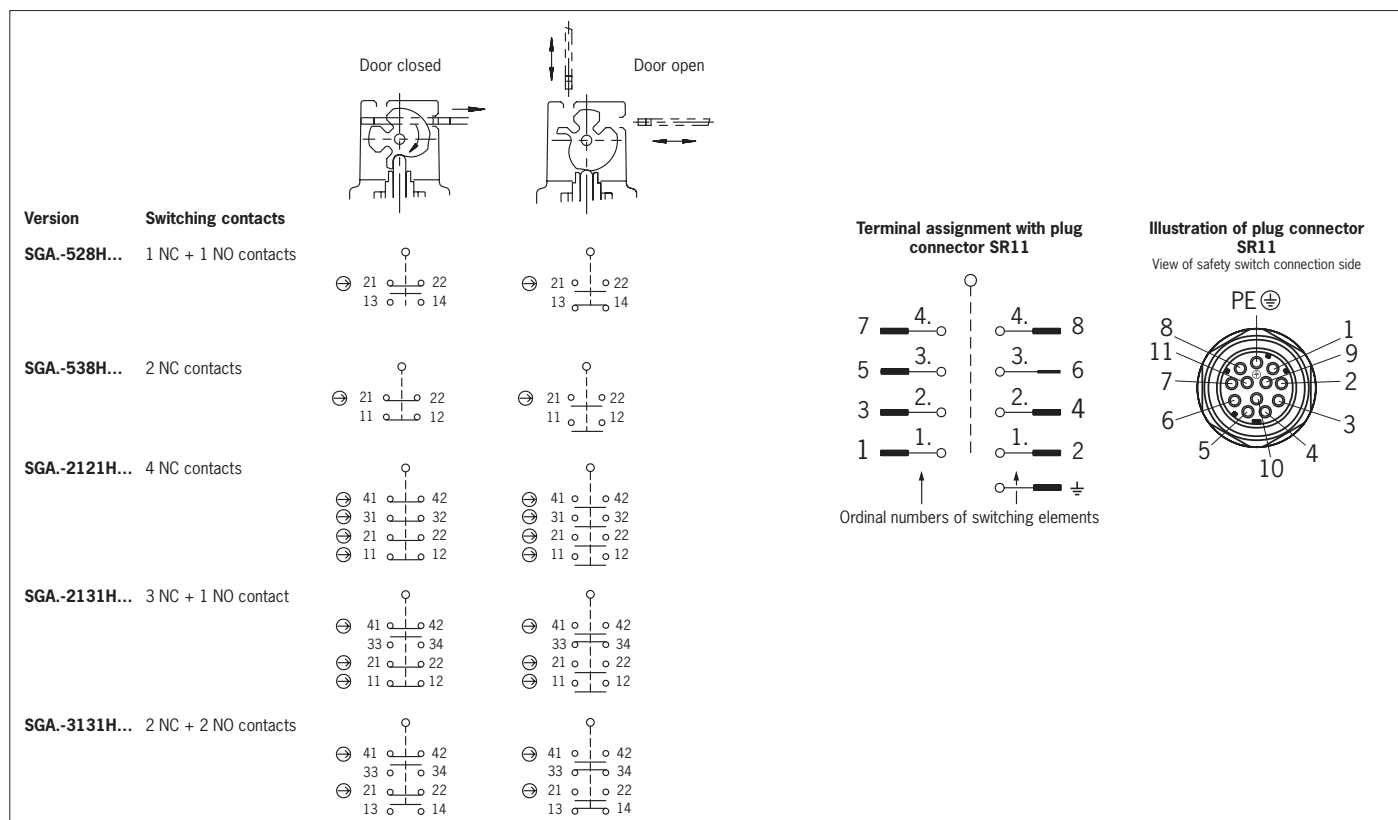 Door closed
Door open
Version Switching contacts
SGA.-528H... 1 NC + 1 NO contacts
21 22
13 14
21 22
13 14
SGA.-538H... 2 NC contacts
21 22
11 12
21 22
11 12
SGA.-2121H... 4 NC contacts
41 42
31 32
21 22
11 12
41 42
31 32
21 22
11 12
SGA.-2131H... 3 NC + 1 NO contact
41 42
33 34
21 22
11 12
41 42
33 34
21 22
11 12
SGA.-3131H... 2 NC + 2 NO contacts
41 42
33 34
21 22
13 14
41 42
33 34
21 22
13 14
Terminal assignment with plug
connector SR11
7 4. 4. 8
5 3. 3. 6
3 2. 2. 4
1 1. 1. 2
Ordinal numbers of switching elements
Illustration of plug connector
SR11
View of safety switch connection side
PE
8
11
7
6
5
10
4
3
2
9
1